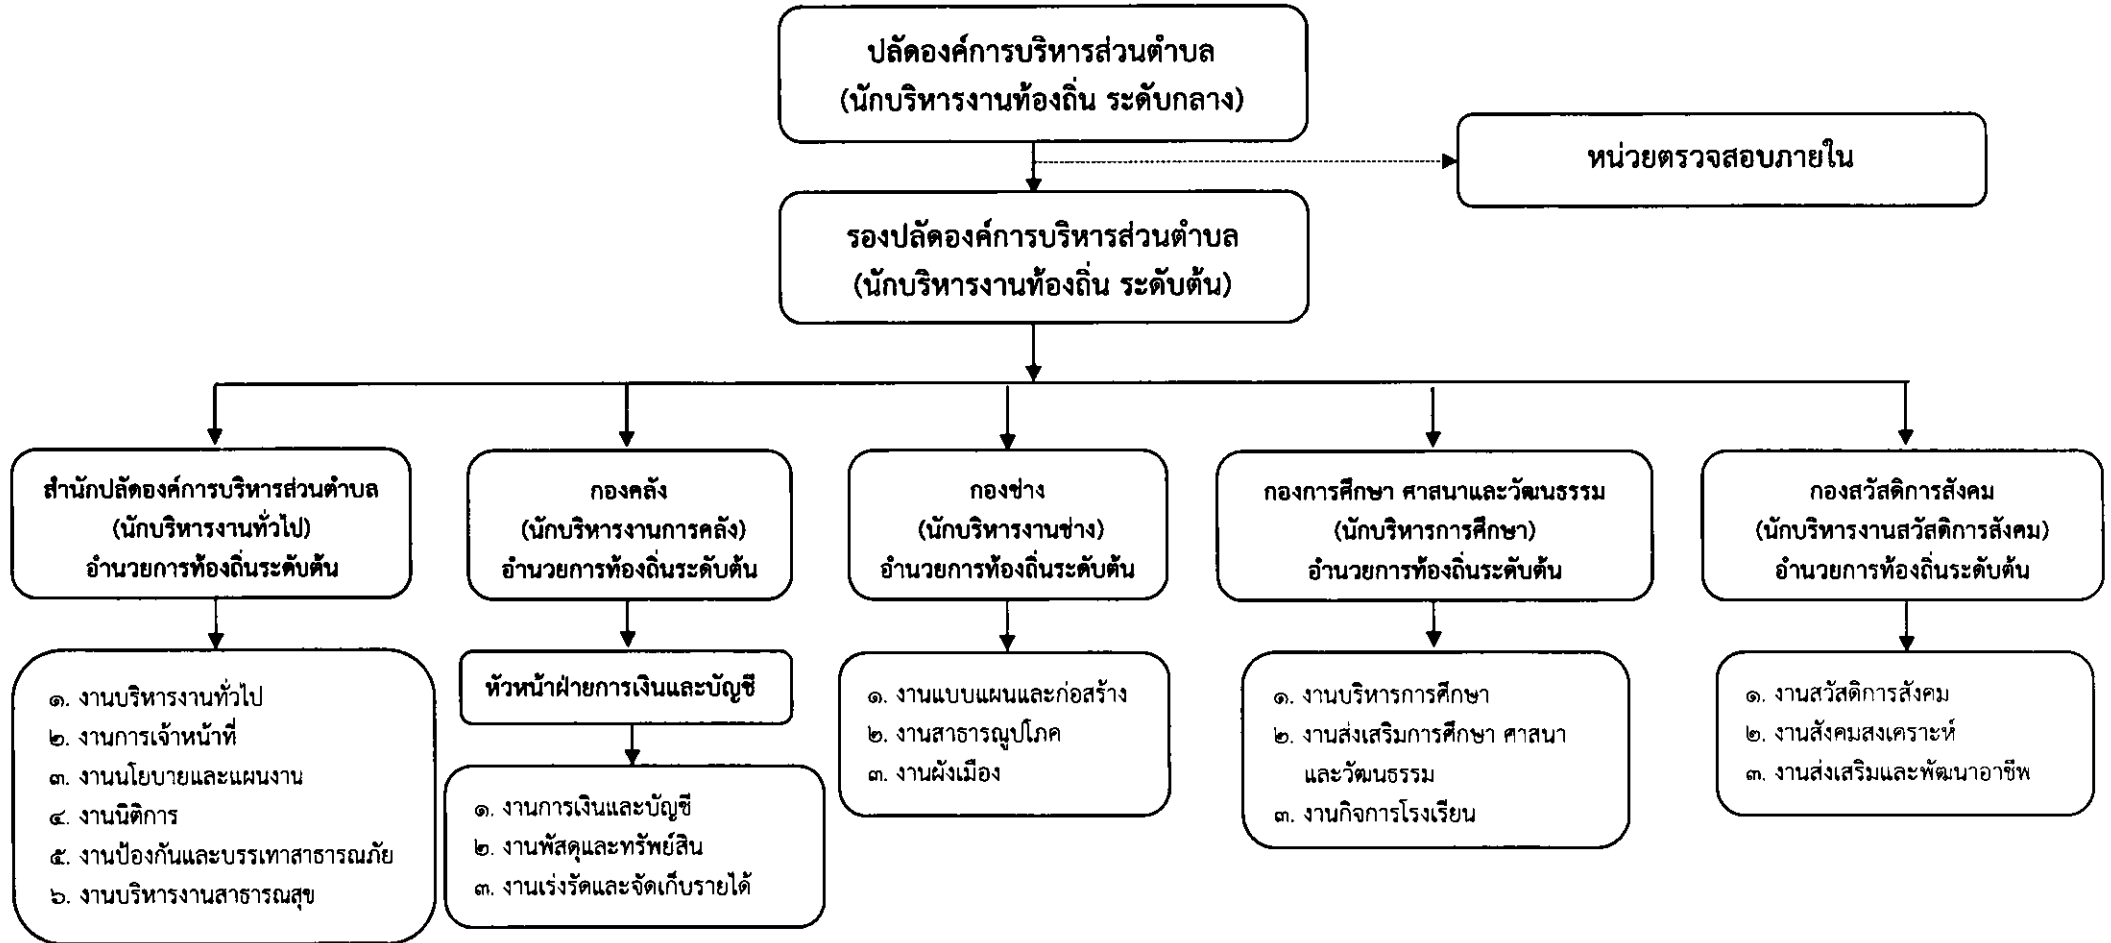 ปลัดองค์การบริหารส่วนตำบล
(นักบริหารงานท้องถิ่น ระดับกลาง)
หน่วยตรวจสอบภายใน
รองปลัดองค์การบริหารส่วนตำบล
(นักบริหารงานท้องถิ่น ระดับต้น)
สำนักปลัดองค์การบริหารส่วนตำบล
(นักบริหารงานทั่วไป)
อำนวยการท้องถิ่นระดับต้น
กองคลัง
(นักบริหารงานการคลัง)
อำนวยการท้องถิ่นระดับต้น
กองช่าง
(นักบริหารงานช่าง)
อำนวยการท้องถิ่นระดับต้น
กองการศึกษา ศาสนาและวัฒนธรรม
(นักบริหารการศึกษา)
อำนวยการท้องถิ่นระดับต้น
กองสวัสดิการสังคม
(นักบริหารงานสวัสดิการสังคม)
อำนวยการท้องถิ่นระดับต้น
๑. งานบริหารงานทั่วไป
๒. งานการเจ้าหน้าที่
๓. งานนโยบายและแผนงาน
๔. งานนิติการ
๕. งานป้องกันและบรรเทาสาธารณภัย
๖. งานบริหารงานสาธารณสุข
หัวหน้าฝ่ายการเงินและบัญชี
๑. งานการเงินและบัญชี
๒. งานพัสดุและทรัพย์สิน
๓. งานเร่งรัดและจัดเก็บรายได้
๑. งานแบบแผนและก่อสร้าง
๒. งานสาธารณูปโภค
๓. งานผังเมือง
๑. งานบริหารการศึกษา
๒. งานส่งเสริมการศึกษา ศาสนา
และวัฒนธรรม
๓. งานกิจการโรงเรียน
๑. งานสวัสดิการสังคม
๒. งานสังคมสงเคราะห์
๓. งานส่งเสริมและพัฒนาอาชีพ